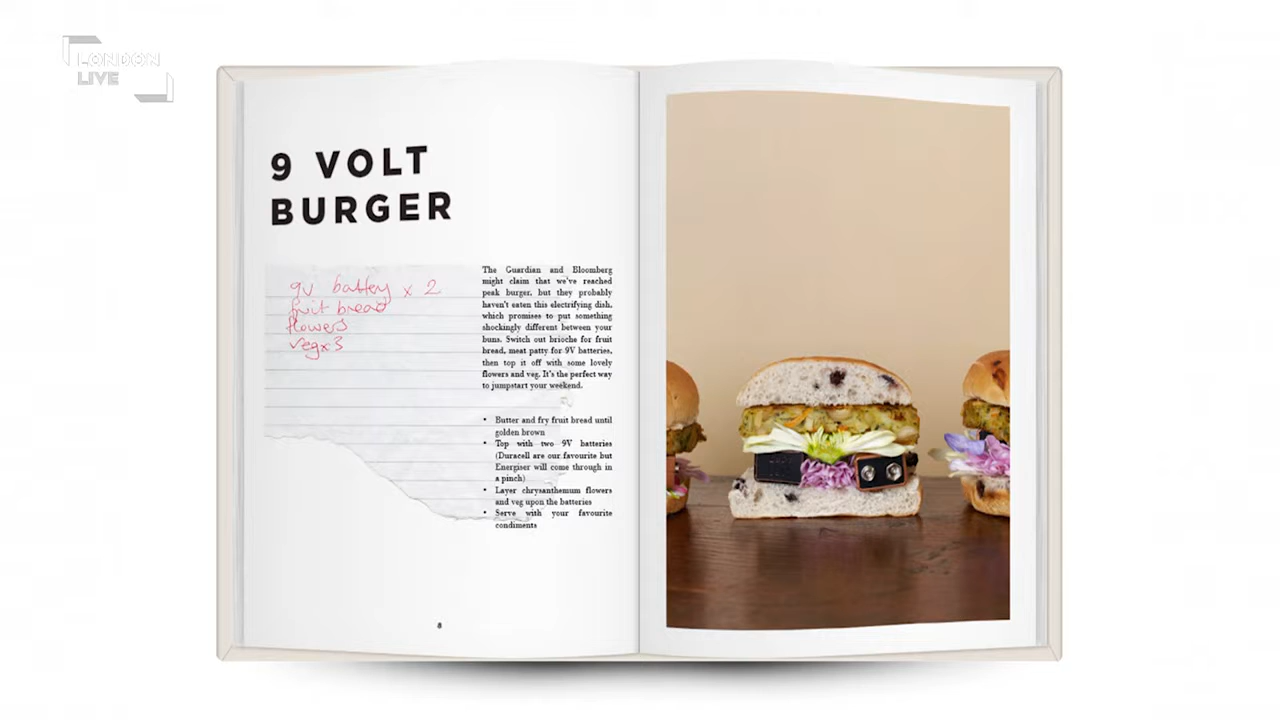 LONDON
LIVE
9 VOLT
BURGER
9V battery x 2
fruit bread
flowers
veg x3
The Guardian and Bloomberg
might claim that we've reached
peak burger, but they probably
haven't eaten this electrifying dish,
which promises to put something
shockingly different between your
buns. Switch out brioche for fruit
bread, meat patty for 9V batteries,
then top it off with some lovely
flowers and veg. It's the perfect way
to jumpstart your weekend.
• Butter and fry fruit bread until
golden brown
• Top with two 9V batteries
(Duracell are our favourite but
Energiser will come through in
a pinch)
• Layer chrysanthemum flowers
and veg upon the batteries
• Serve with your favourite
condiments
8